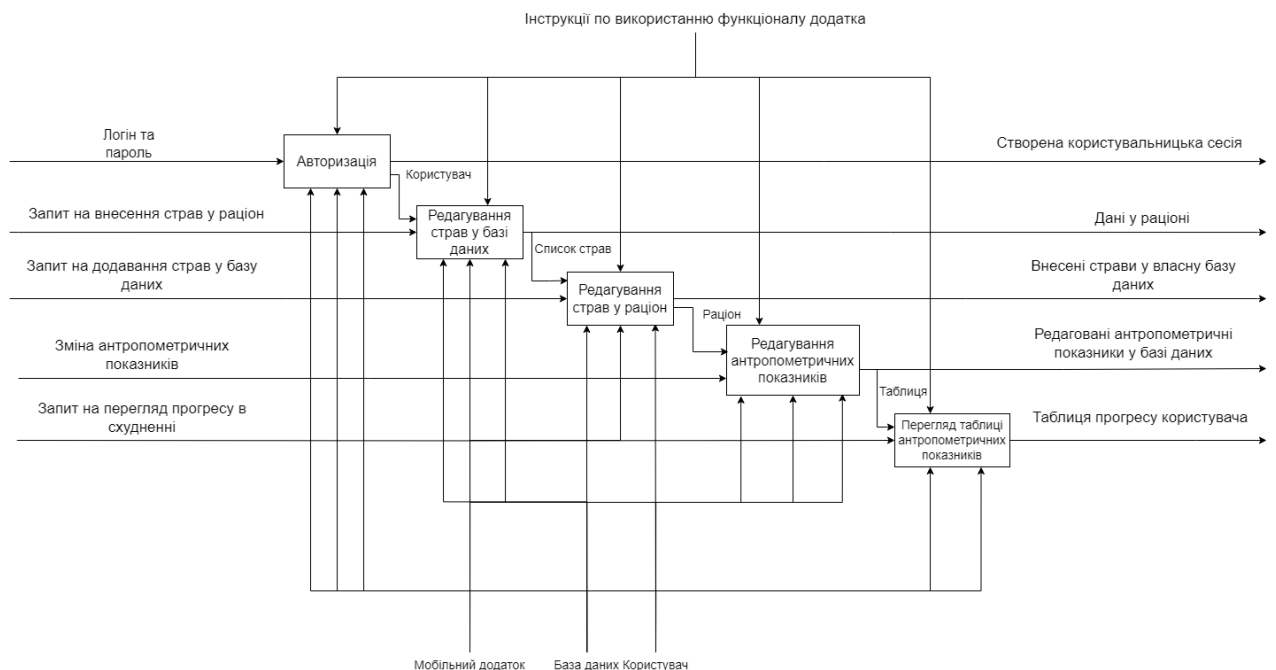 Інструкції по використанню функціоналу додатка
Логін та
пароль
Авторизація
Створена користувальницька сесія
Користувач
Запит на внесення страв у раціон
Редагування
страв у базі
даних
Дані у раціоні
Список страв
Запит на додавання страв у базу
даних
Редагування
страв у раціон
Внесені страви у власну базу
даних
Раціон
Зміна антропометричних
показників
Редагування
антропометричних
показників
Редаговані антропометричні
показники у базі даних
Таблиця
Запит на перегляд прогресу в
схудненні
Перегляд таблиці
антропометричних
показників
Таблиця прогресу користувача
Мобільний додаток
База даних
Користувач